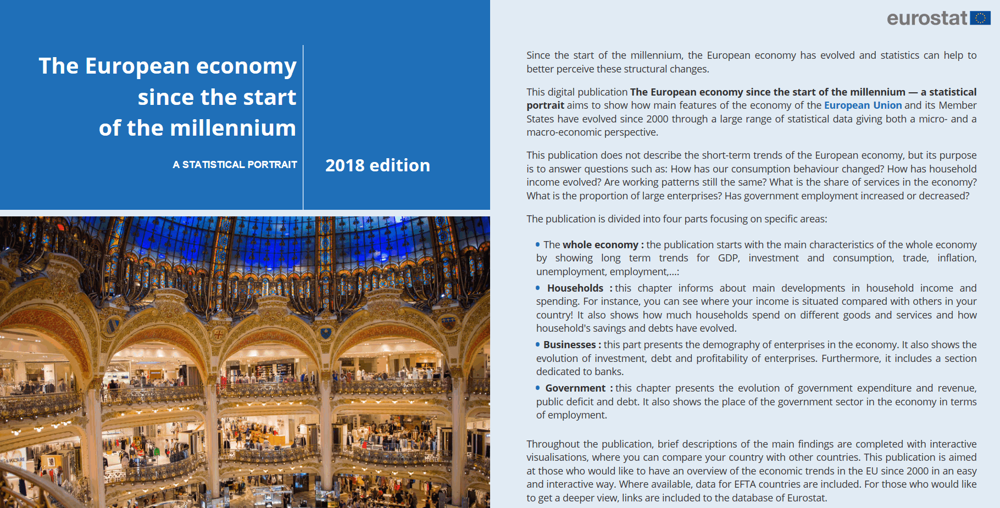 The European economy
since the start
of the millennium
A STATISTICAL PORTRAIT
2018 edition
eurostat
Since the start of the millennium, the European economy has evolved and statistics can help to
better perceive these structural changes.
This digital publication The European economy since the start of the millennium — a statistical
portrait aims to show how main features of the economy of the European Union and its Member
States have evolved since 2000 through a large range of statistical data giving both a micro- and a
macro-economic perspective.
This publication does not describe the short-term trends of the European economy, but its purpose
is to answer questions such as: How has our consumption behaviour changed? How has household
income evolved? Are working patterns still the same? What is the share of services in the economy?
What is the proportion of large enterprises? Has government employment increased or decreased?
The publication is divided into four parts focusing on specific areas:
• The whole economy : the publication starts with the main characteristics of the whole economy
by showing long term trends for GDP, investment and consumption, trade, inflation,
unemployment, employment,...:
• Households : this chapter informs about main developments in household income and
spending. For instance, you can see where your income is situated compared with others in your
country! It also shows how much households spend on different goods and services and how
household's savings and debts have evolved.
• Businesses : this part presents the demography of enterprises in the economy. It also shows the
evolution of investment, debt and profitability of enterprises. Furthermore, it includes a section
dedicated to banks.
• Government : this chapter presents the evolution of government expenditure and revenue,
public deficit and debt. It also shows the place of the government sector in the economy in terms
of employment.
Throughout the publication, brief descriptions of the main findings are completed with interactive
visualisations, where you can compare your country with other countries. This publication is aimed
at those who would like to have an overview of the economic trends in the EU since 2000 in an easy
and interactive way. Where available, data for EFTA countries are included. For those who would like
to get a deeper view, links are included to the database of Eurostat.